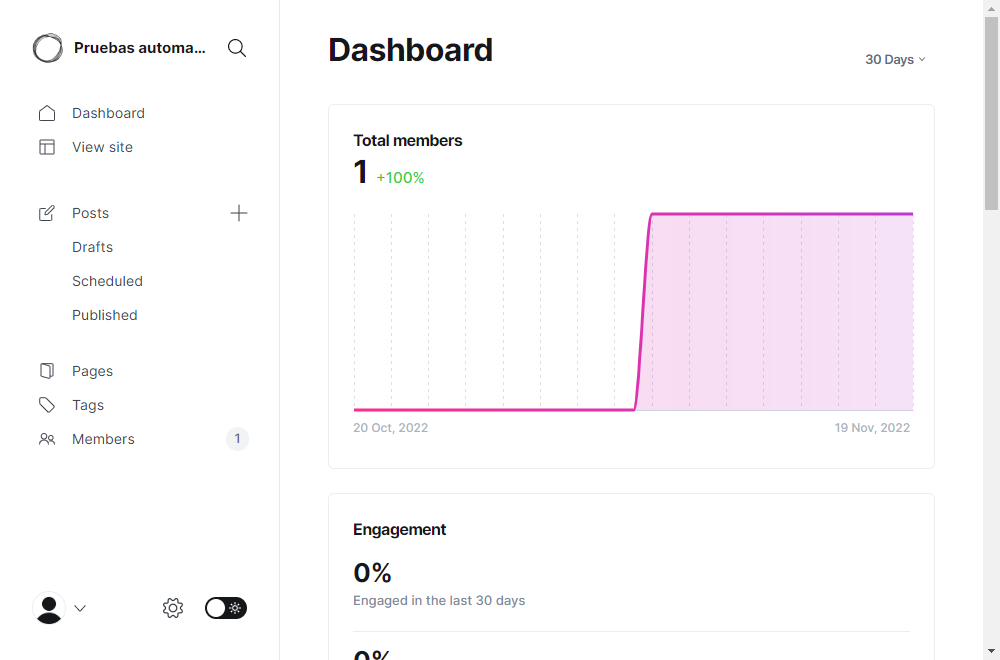 Pruebas automa...
Dashboard
View site
Posts
Drafts
Scheduled
Published
Pages
Tags
Members
1
Dashboard
30 Days
Total members
1 +100%
20 Oct, 2022
19 Nov, 2022
Engagement
0%
Engaged in the last 30 days
0%